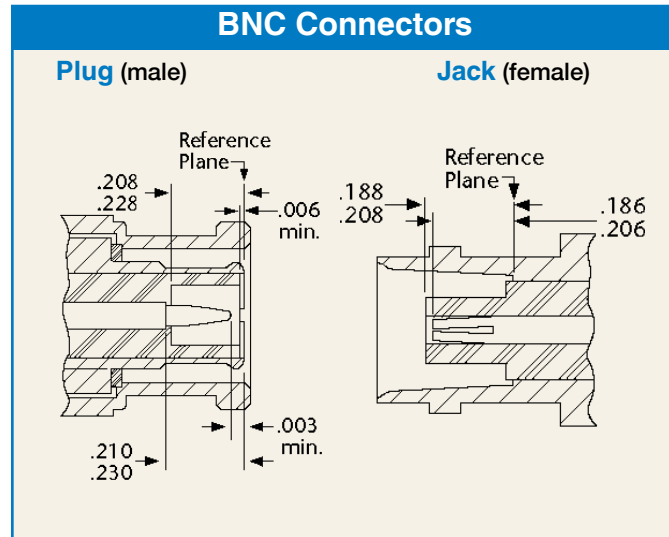 BNC Connectors
Plug (male)
Jack (female)
Reference
Plane
.208
.228
.006
min.
.003
min.
.210
.230
Reference
Plane
.188
.208
.186
.206